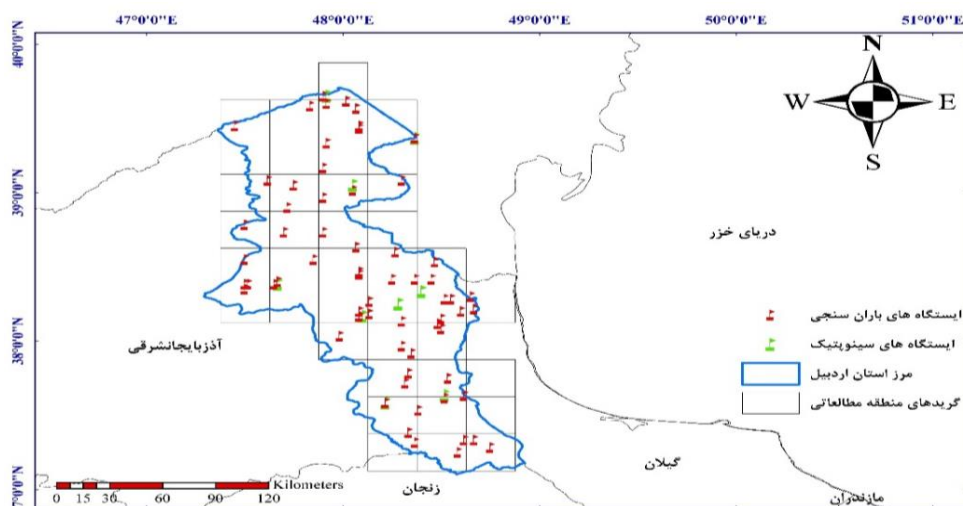 47°0'0"E 48°0'0"E 49°0'0"E 50°0'0"E 51°0'0"E
40°0'0"N
39°0'0"N
38°0'0"N
37°0'0"N
N
W E
S
دریای خزر
ایستگاه های باران سنجی
ایستگاه های سینوپتیک
مرز استان اردبیل
گریدهای منطقه مطالعاتی
آذربایجانشرقی
گیلان
زنجان
مازندران
Kilometers
0 15 30 60 90 120